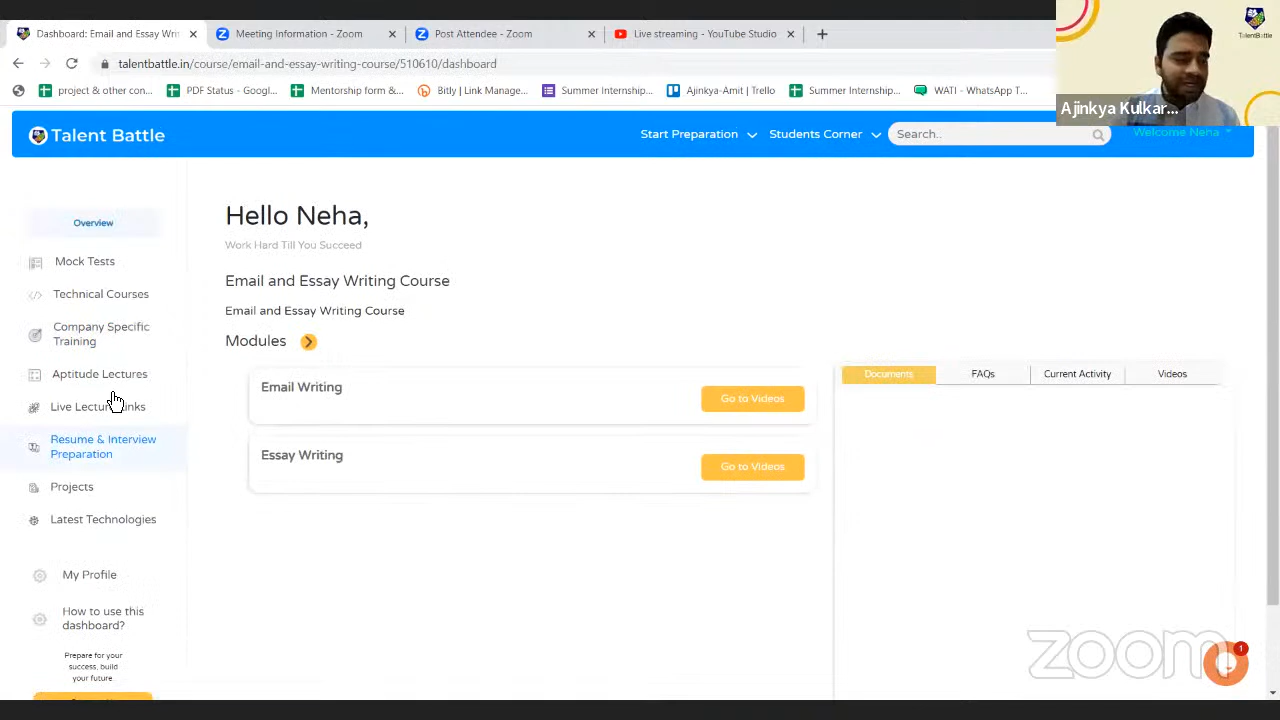 Dashboard: Email and Essay Writi
Meeting Information - Zoom
Post Attendee - Zoom
Live streaming - YouTube Studio
talentbattle.in/course/email-and-essay-writing-course/510610/dashboard
project & other con...
PDF Status - Googl...
Mentorship form &...
Bitly | Link Manage...
Summer Internship...
Ajinkya-Amit | Trello
Summer Internship...
WATI - WhatsApp T...
TalentBattle
Ajinkya Kulkar...
Talent Battle
Start Preparation
Students Corner
Search..
Welcome Neha
Overview
Mock Tests
Technical Courses
Company Specific
Training
Aptitude Lectures
Live Lecture Links
Resume & Interview
Preparation
Projects
Latest Technologies
My Profile
How to use this
dashboard?
Prepare for your
success, build
your future.
Hello Neha,
Work Hard Till You Succeed
Email and Essay Writing Course
Email and Essay Writing Course
Modules
Email Writing
Go to Videos
Essay Writing
Go to Videos
Documents
FAQs
Current Activity
Videos
zoom
1